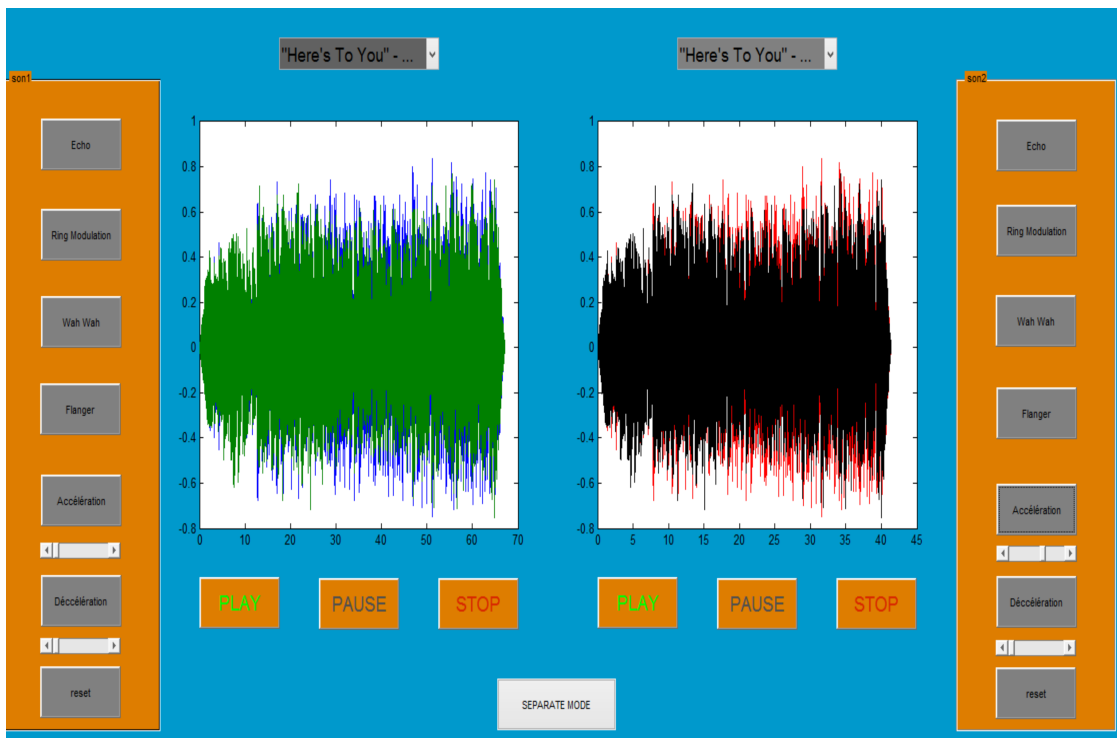 "Here's To You" - ...
"Here's To You" - ...
son1
Echo
Ring Modulation
Wah Wah
Flanger
Accélération
Déccélération
reset
1
0.8
0.6
0.4
0.2
0
-0.2
-0.4
-0.6
-0.8
0 10 20 30 40 50 60 70
PLAY PAUSE STOP
1
0.8
0.6
0.4
0.2
0
-0.2
-0.4
-0.6
-0.8
0 5 10 15 20 25 30 35 40 45
PLAY PAUSE STOP
son2
Echo
Ring Modulation
Wah Wah
Flanger
Accélération
Déccélération
reset
SEPARATE MODE